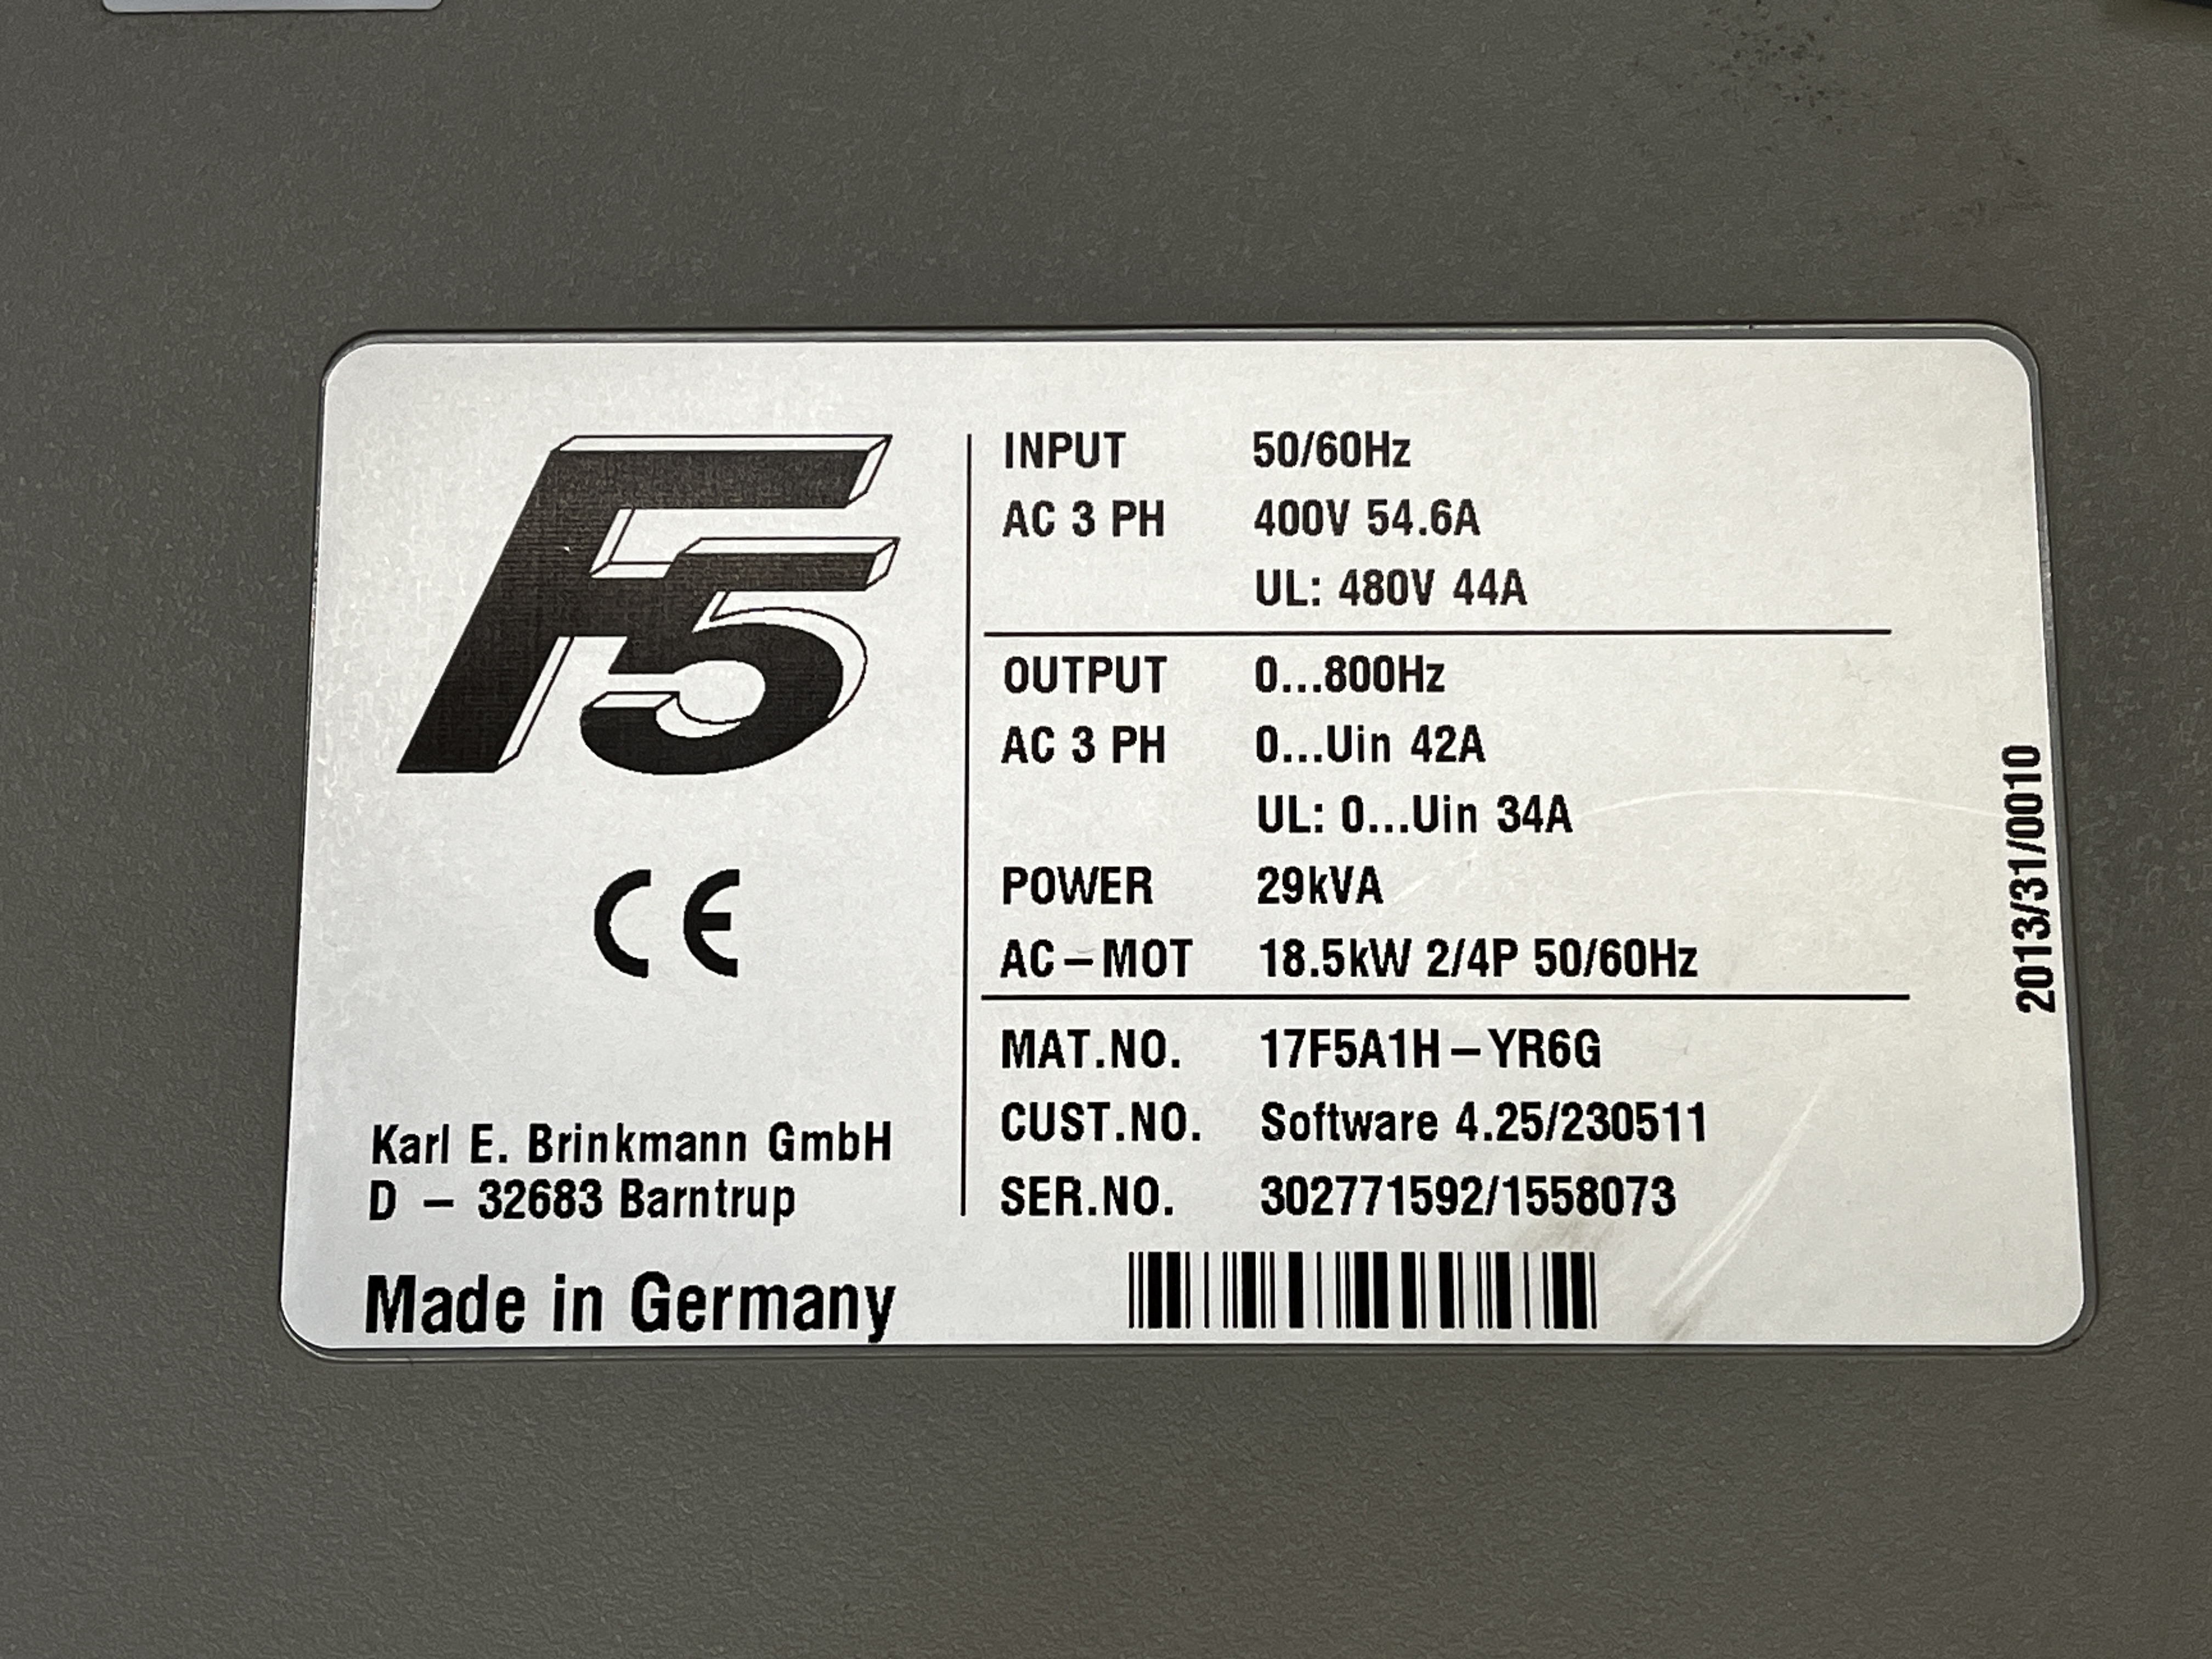 F5
CE
Karl E. Brinkmann GmbH
D – 32683 Barntrup
Made in Germany
INPUT 50/60Hz
AC 3 PH 400V 54.6A
UL: 480V 44A
OUTPUT 0...800Hz
AC 3 PH 0...Uin 42A
UL: 0...Uin 34A
POWER 29kVA
AC–MOT 18.5kW 2/4P 50/60Hz
MAT.NO. 17F5A1H–YR6G
CUST.NO. Software 4.25/230511
SER.NO. 302771592/1558073
2013/31/0010